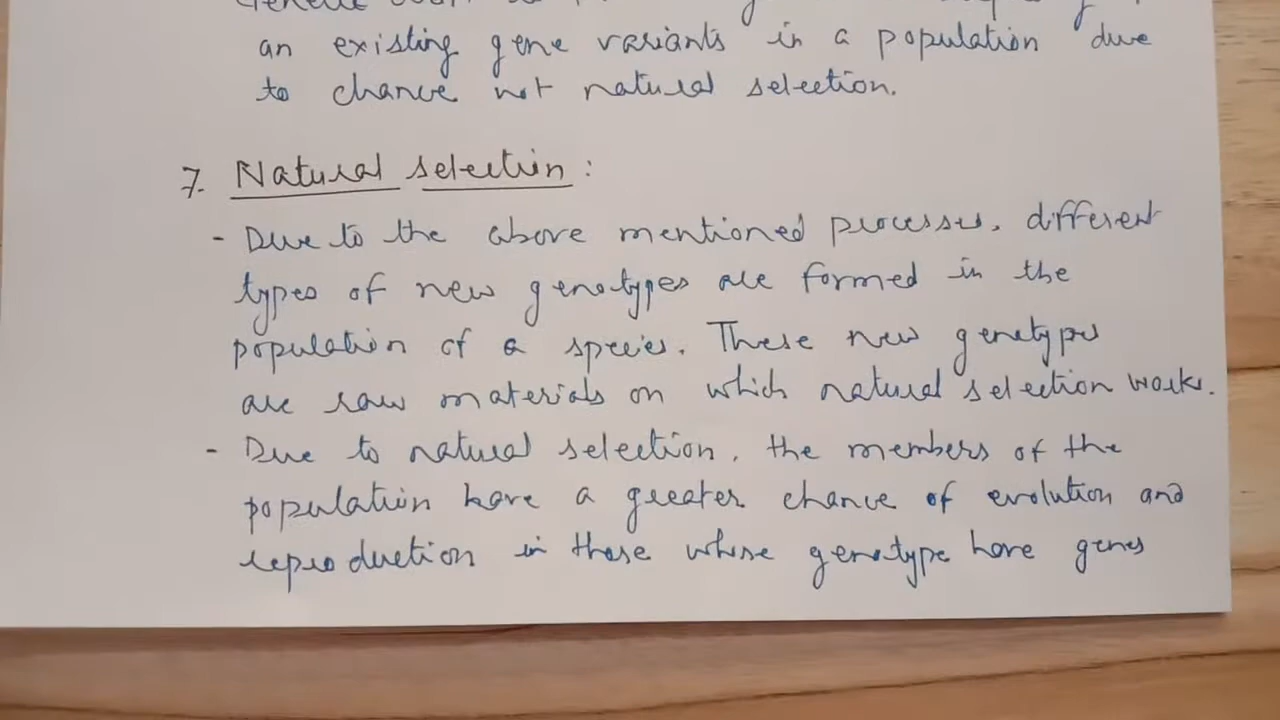 an existing gene variants in a population due
to chance not natural selection.
7. Natural selection:
- Due to the above mentioned processes, different
types of new genotypes are formed in the
population of a species. These new genotypes
are raw materials on which natural selection works.
- Due to natural selection, the members of the
population have a greater chance of evolution and
reproduction in those whose genotype have genes